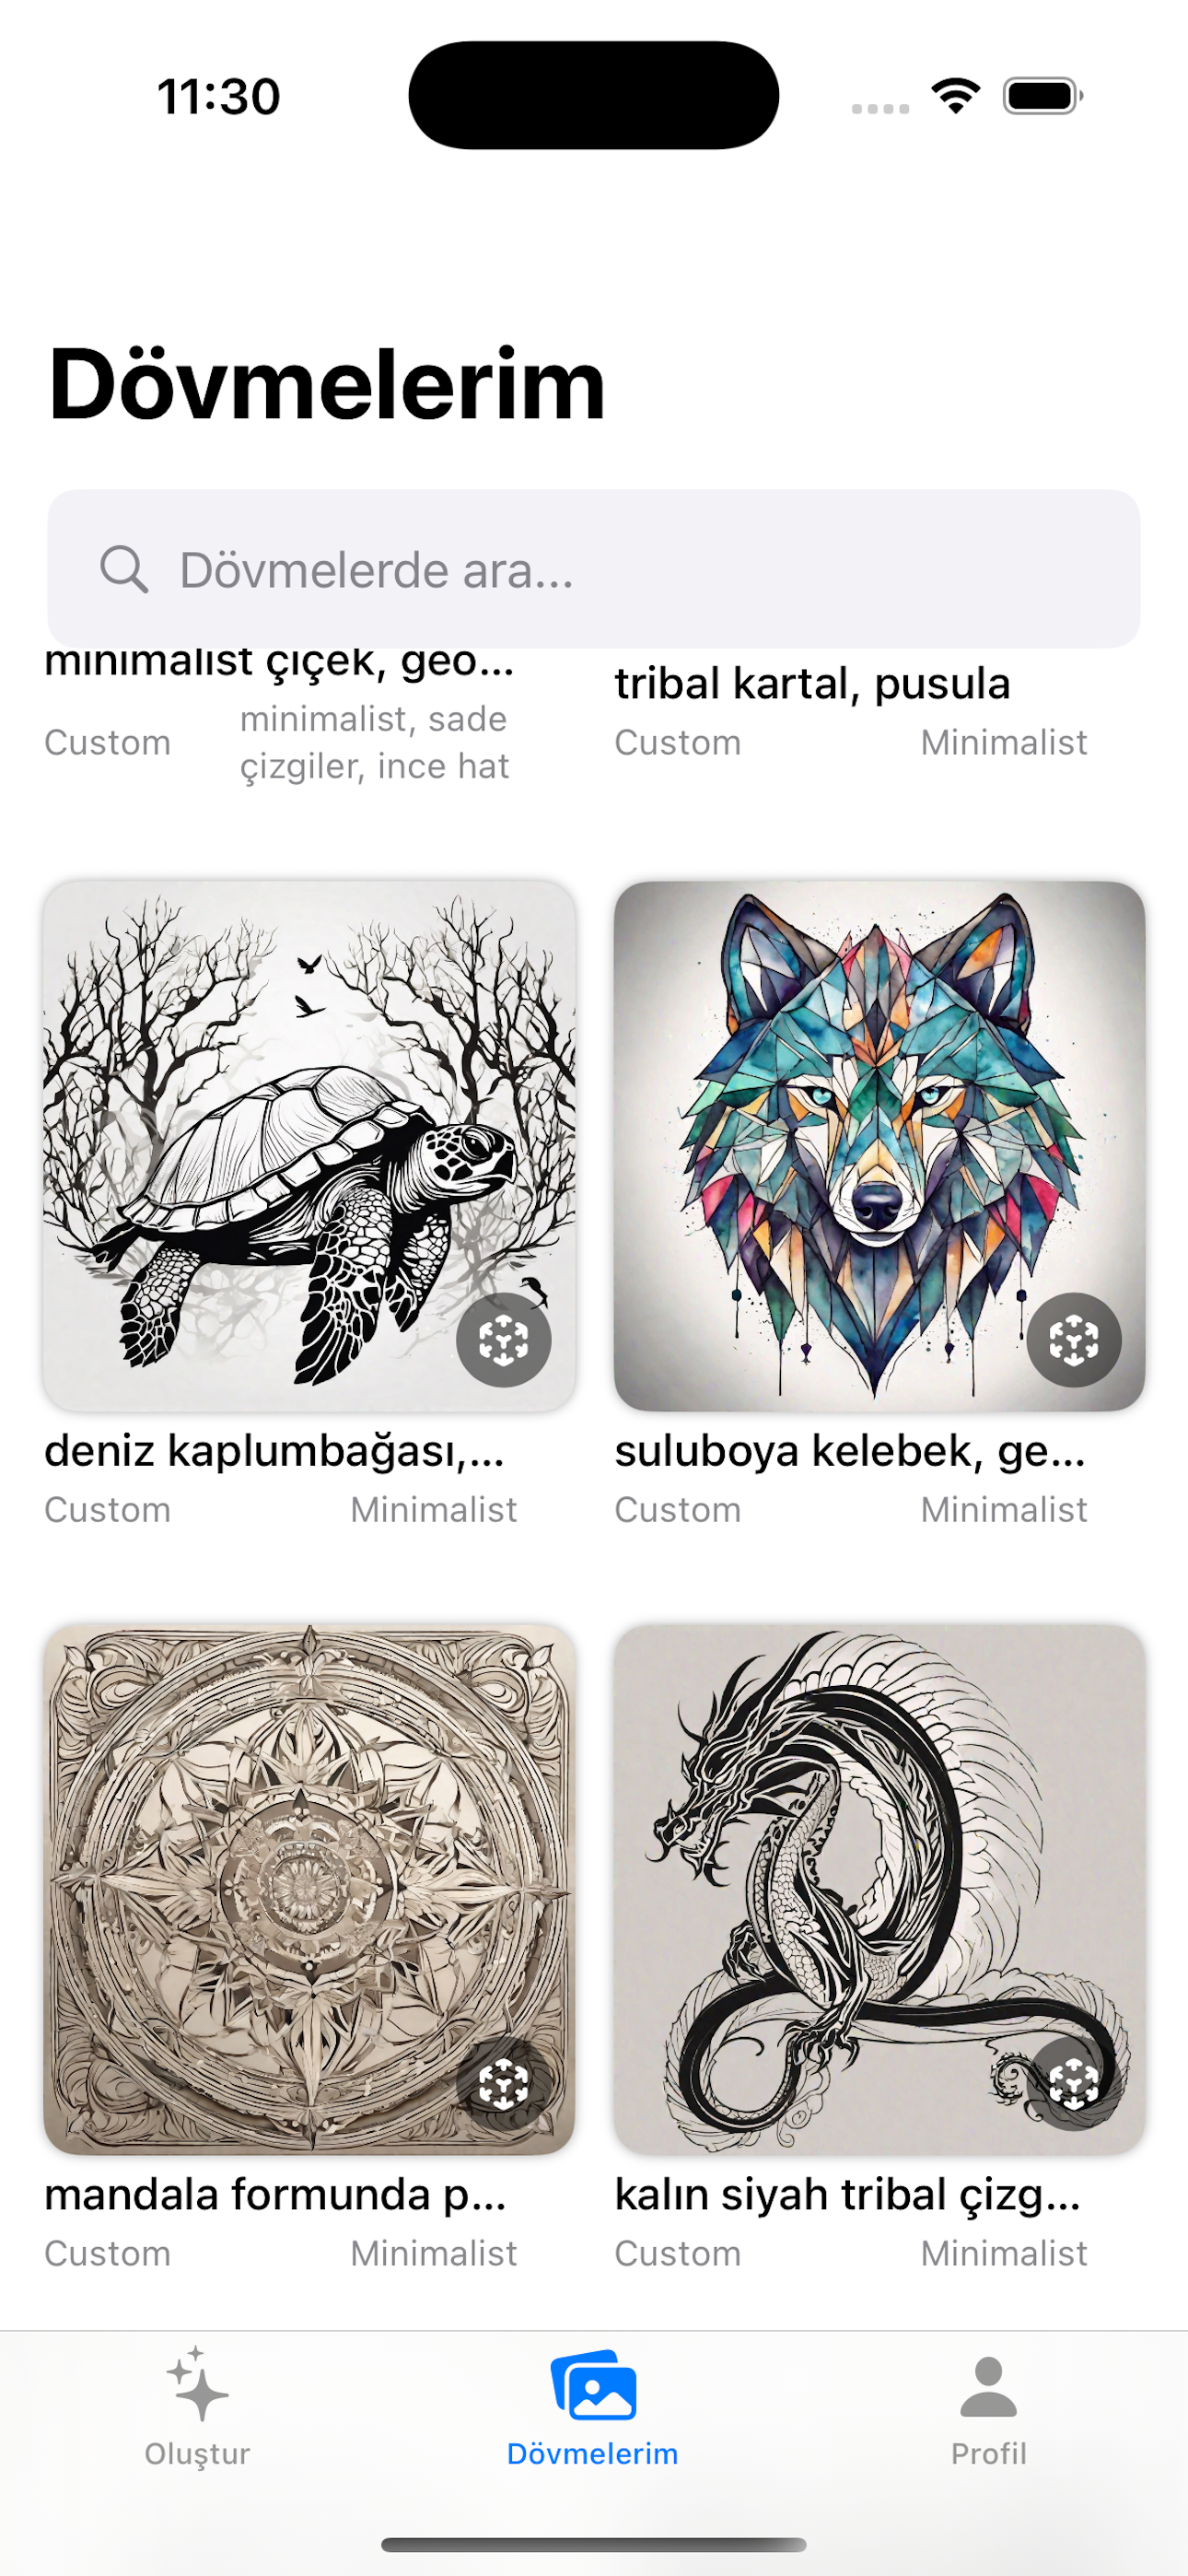 11:30
Dövmelerim
Dövmelerde ara...
minimalist çiçek, geo...
tribal kartal, pusula
Custom
minimalist, sade
çizgiler, ince hat
Custom
Minimalist
deniz kaplumbağası,...
suluboya kelebek, ge...
Custom
Minimalist
Custom
Minimalist
mandala formunda p...
kalın siyah tribal çizg...
Custom
Minimalist
Custom
Minimalist
Oluştur
Dövmelerim
Profil